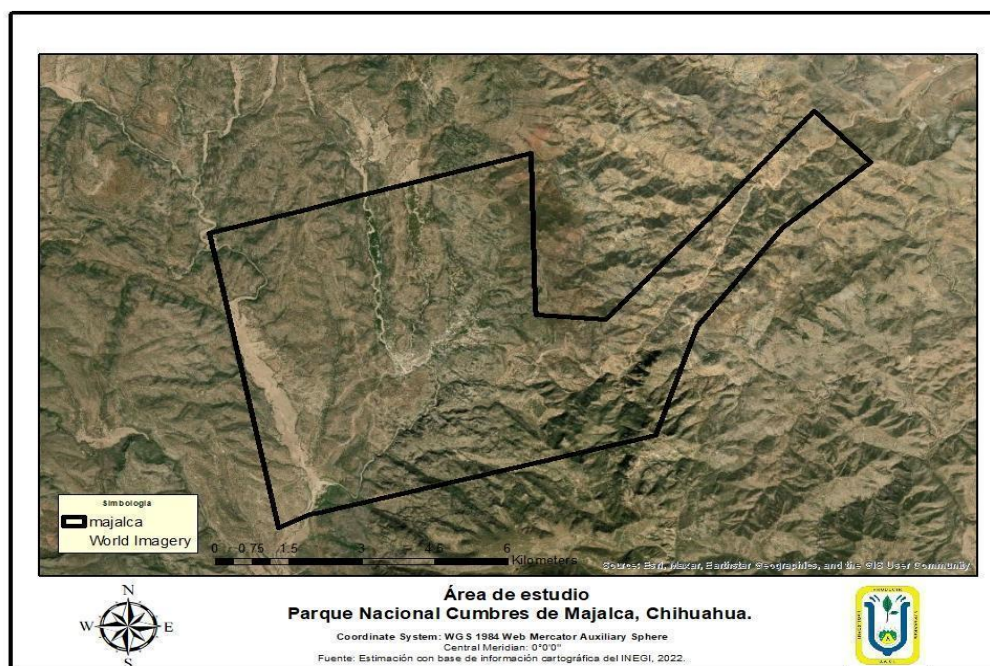 Simbología
majalca
World Imagery
0 0.75 1.5 3 4.5 6
Kilometers
Source: Esri, Maxar, Earthstar Geographics, and the GIS User Community
N
W E
S
Área de estudio
Parque Nacional Cumbres de Majalca, Chihuahua.
Coordinate System: WGS 1984 Web Mercator Auxiliary Sphere
Central Meridian: 0°0'0"
Fuente: Estimación con base de información cartográfica del INEGI, 2022.